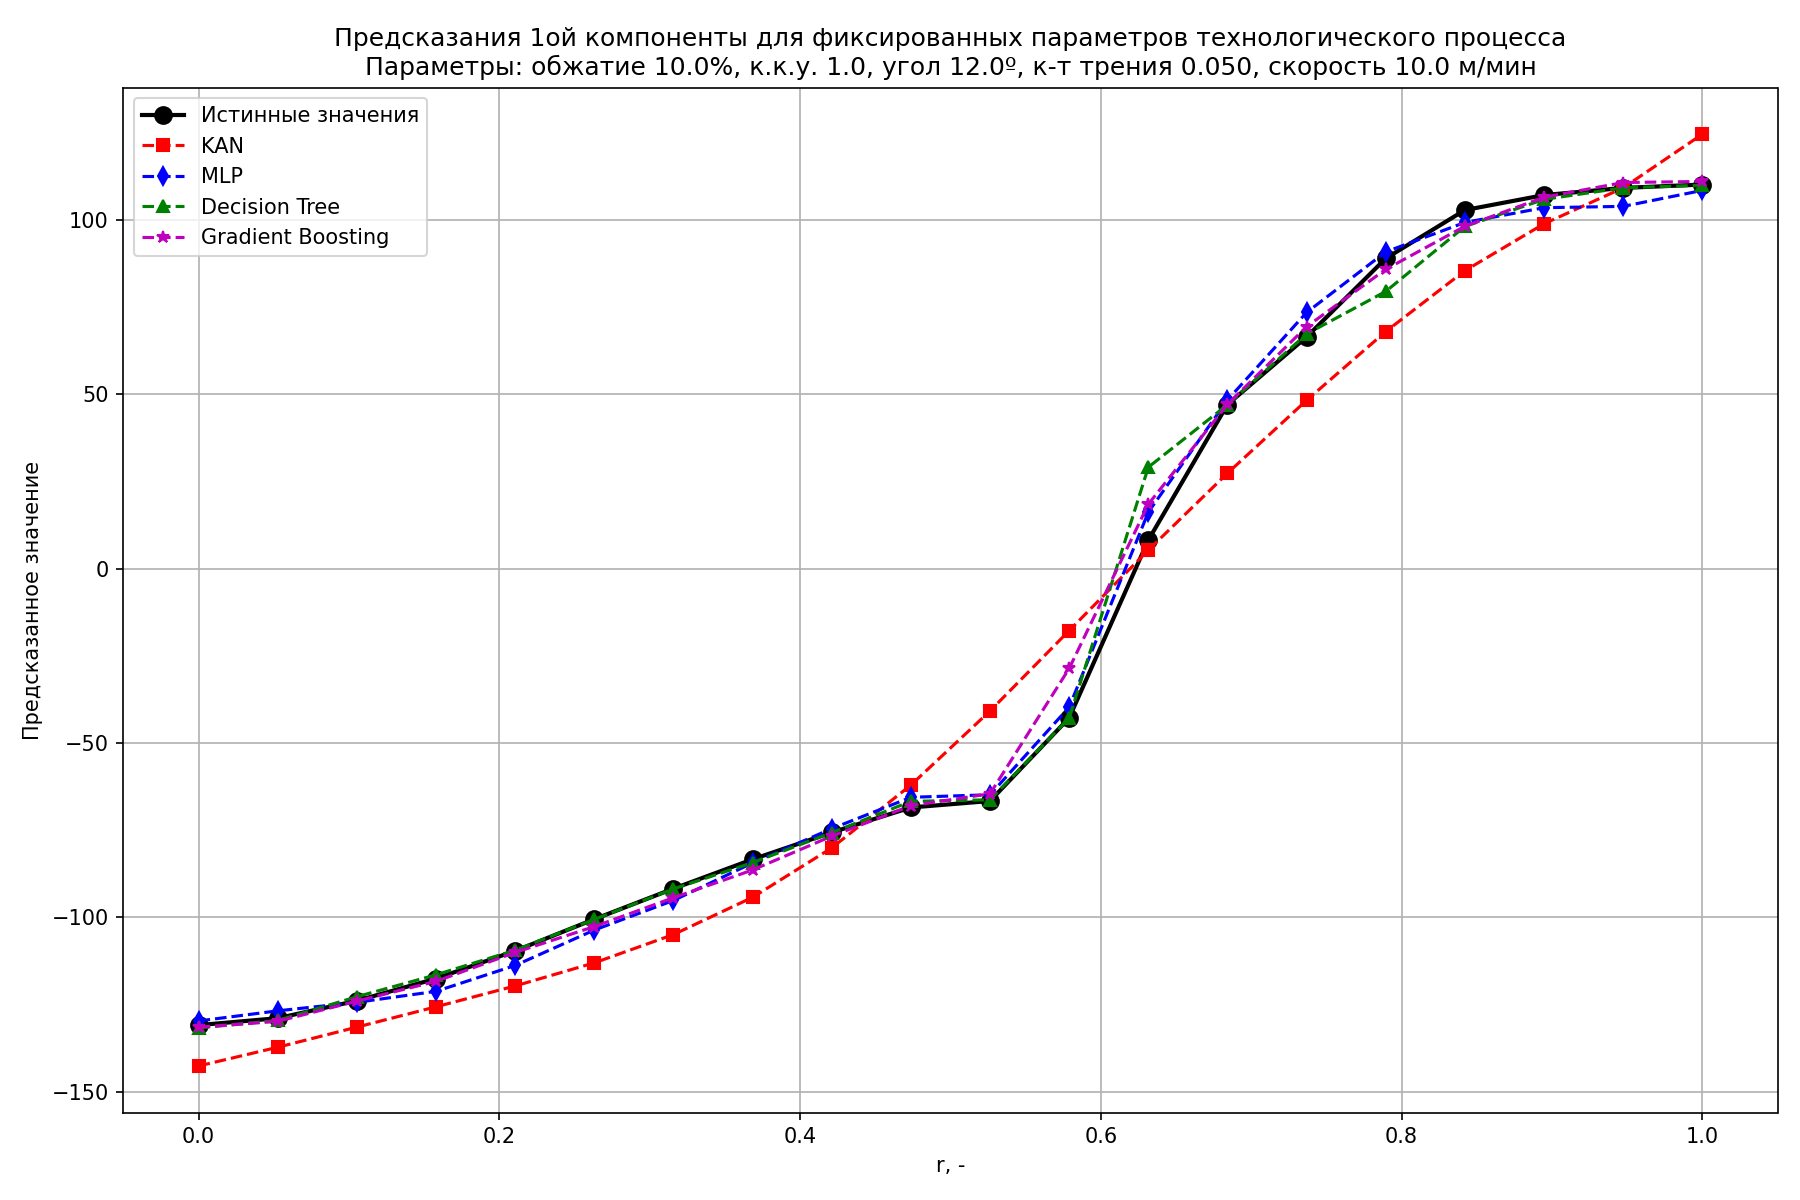 Предсказания 1ой компоненты для фиксированных параметров технологического процесса
Параметры: обжатие 10.0%, к.к.у. 1.0, угол 12.0º, к-т трения 0.050, скорость 10.0 м/мин
Истинные значения
KAN
MLP
Decision Tree
Gradient Boosting
Предсказанное значение
100
50
0
−50
−100
−150
0.0
0.2
0.4
0.6
0.8
1.0
r, -